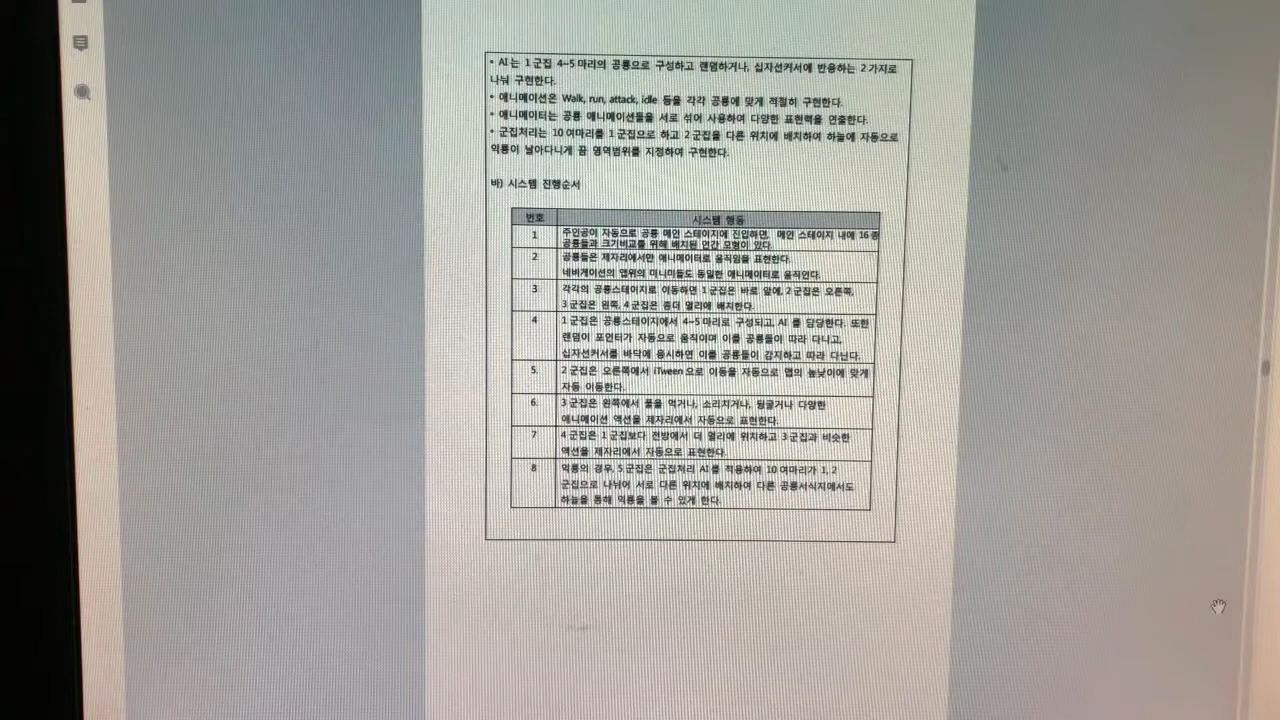 • AI는 1군집 4~5마리의 공룡으로 구성하고 랜덤하거나, 십자선커서에 반응하는 2가지로
나눠 구현한다.
• 애니메이션은 Walk, run, attack, idle 등을 각각 공룡에 맞게 적절히 구현한다.
• 애니메이터는 공룡 애니메이션들을 서로 섞어 사용하여 다양한 표현력을 연출한다.
• 군집처리는 10여마리를 1군집으로 하고 2군집을 다른 위치에 배치하여 하늘에 자동으로
익룡이 날아다니게 끔 영역범위를 지정하여 구현한다.
바) 시스템 진행순서
번호 시스템 행동
1 주인공이 자동으로 공룡 메인 스테이지에 진입하면, 메인 스테이지 내에 16종
공룡들과 크기비교를 위해 배치된 인간 모형이 있다.
2 공룡들은 제자리에서만 애니메이터로 움직임을 표현한다.
네비게이션의 맵위의 미니미들도 동일한 애니메이터로 움직인다.
3 각각의 공룡스테이지로 이동하면 1군집은 바로 앞에, 2군집은 오른쪽,
3군집은 왼쪽, 4군집은 좀더 멀리에 배치한다.
4 1군집은 공룡스테이지에서 4~5마리로 구성되고, AI를 담당한다. 또한
랜덤이 포인터가 자동으로 움직이며 이를 공룡들이 따라 다니고,
십자선커서를 바닥에 응시하면 이를 공룡들이 감지하고 따라 다닌다.
5. 2군집은 오른쪽에서 iTween으로 이동을 자동으로 맵의 높낮이에 맞게
자동 이동한다.
6. 3군집은 왼쪽에서 풀을 먹거나, 소리치거나, 뒹굴거나 다양한
애니메이션 액션을 제자리에서 자동으로 표현한다.
7 4군집은 1군집보다 전방에서 더 멀리에 위치하고 3군집과 비슷한
액션을 제자리에서 자동으로 표현한다.
8 익룡의 경우, 5군집은 군집처리 AI를 적용하여 10여마리가 1, 2
군집으로 나뉘어 서로 다른 위치에 배치하여 다른 공룡서식지에서도
하늘을 통해 익룡을 볼 수 있게 한다.